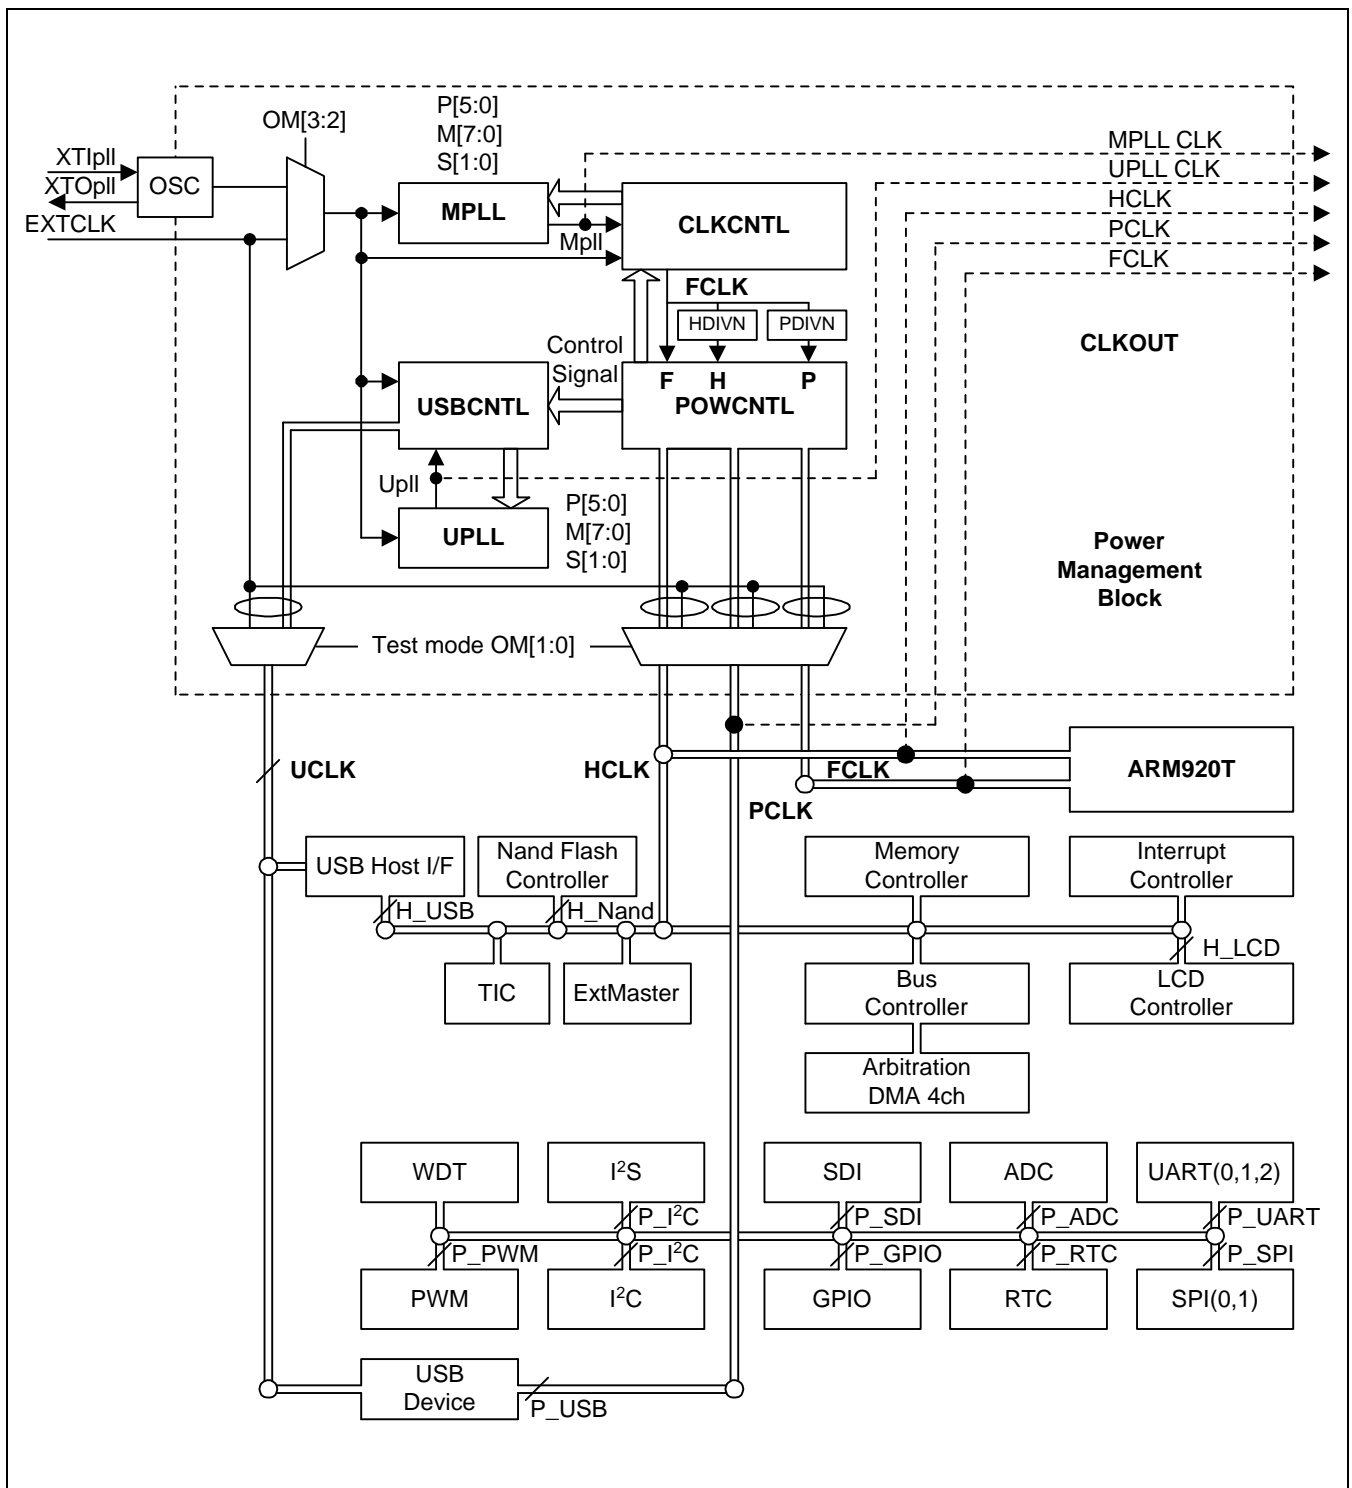 P[5:0]
M[7:0]
S[1:0]
OM[3:2]
MPLL CLK
UPLL CLK
HCLK
PCLK
FCLK
XTIpll
XTOpll
EXTCLK
OSC
MPLL
Mpll
CLKCNTL
FCLK
HDIVN
PDIVN
CLKOUT
Control
Signal
F H P
POWCNTL
USBCNTL
Upll
UPLL
P[5:0]
M[7:0]
S[1:0]
Power
Management
Block
Test mode OM[1:0]
UCLK
HCLK
FCLK
PCLK
ARM920T
USB Host I/F
Nand Flash
Controller
Memory
Controller
Interrupt
Controller
H_USB
H_Nand
H_LCD
TIC
ExtMaster
Bus
Controller
LCD
Controller
Arbitration
DMA 4ch
WDT
I²S
SDI
ADC
UART(0,1,2)
P_I²C
P_SDI
P_ADC
P_UART
P_PWM
P_I²C
P_GPIO
P_RTC
P_SPI
PWM
I²C
GPIO
RTC
SPI(0,1)
USB
Device
P_USB